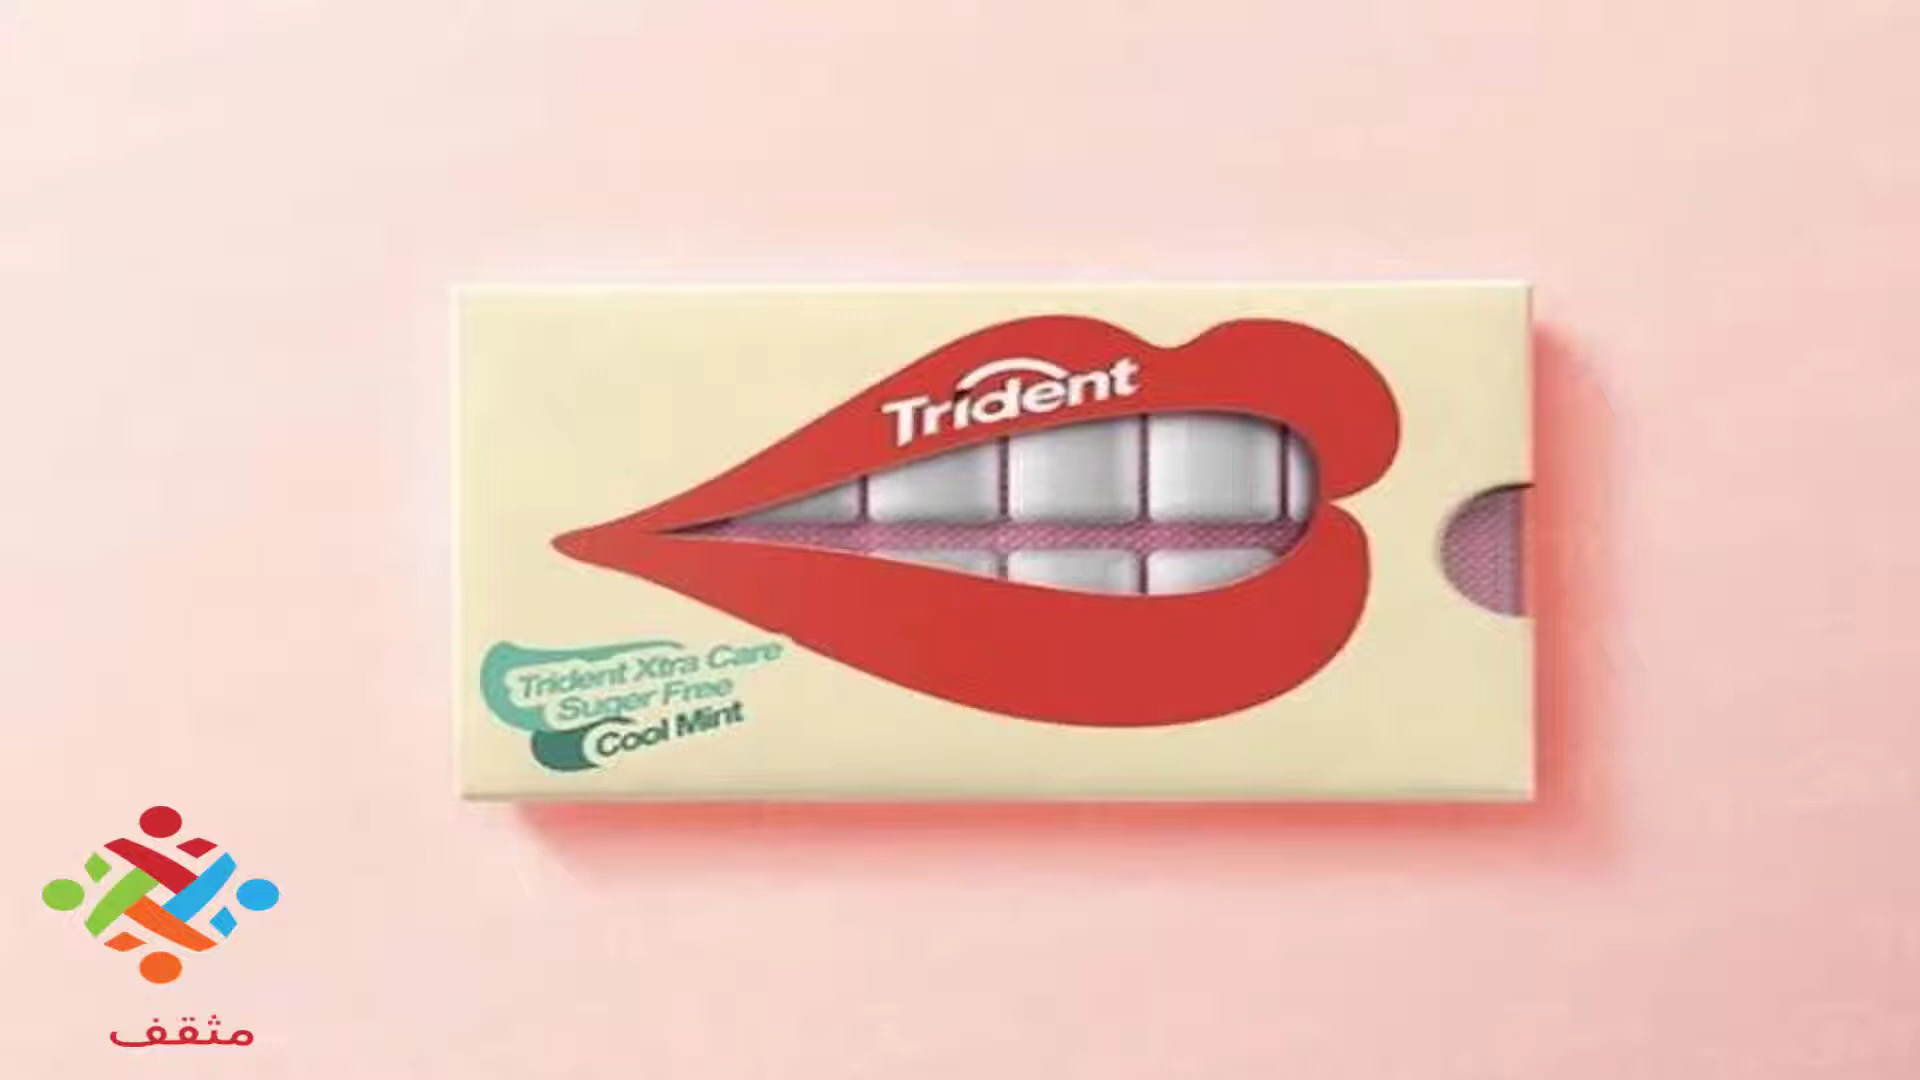 Trident
Trident Xtra Care
Suger Free
Cool Mint
مثقف